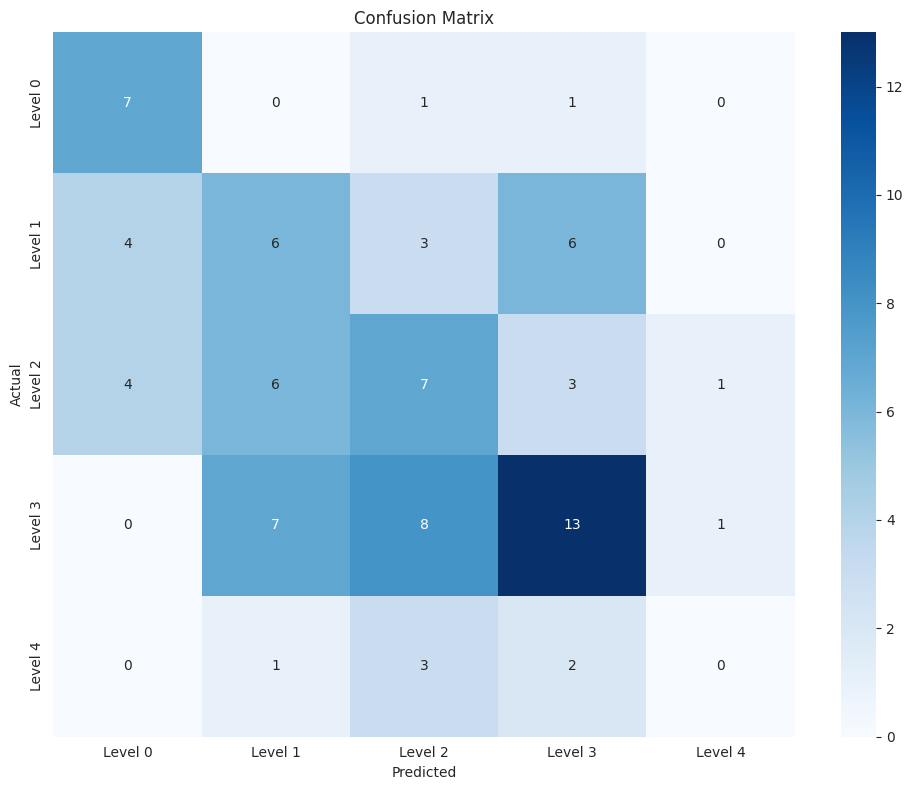 Confusion Matrix
Level 0 7 0 1 1 0
Level 1 4 6 3 6 0
Level 2 4 6 7 3 1
Level 3 0 7 8 13 1
Level 4 0 1 3 2 0
Actual
Level 0 Level 1 Level 2 Level 3 Level 4
Predicted
12
10
8
6
4
2
0